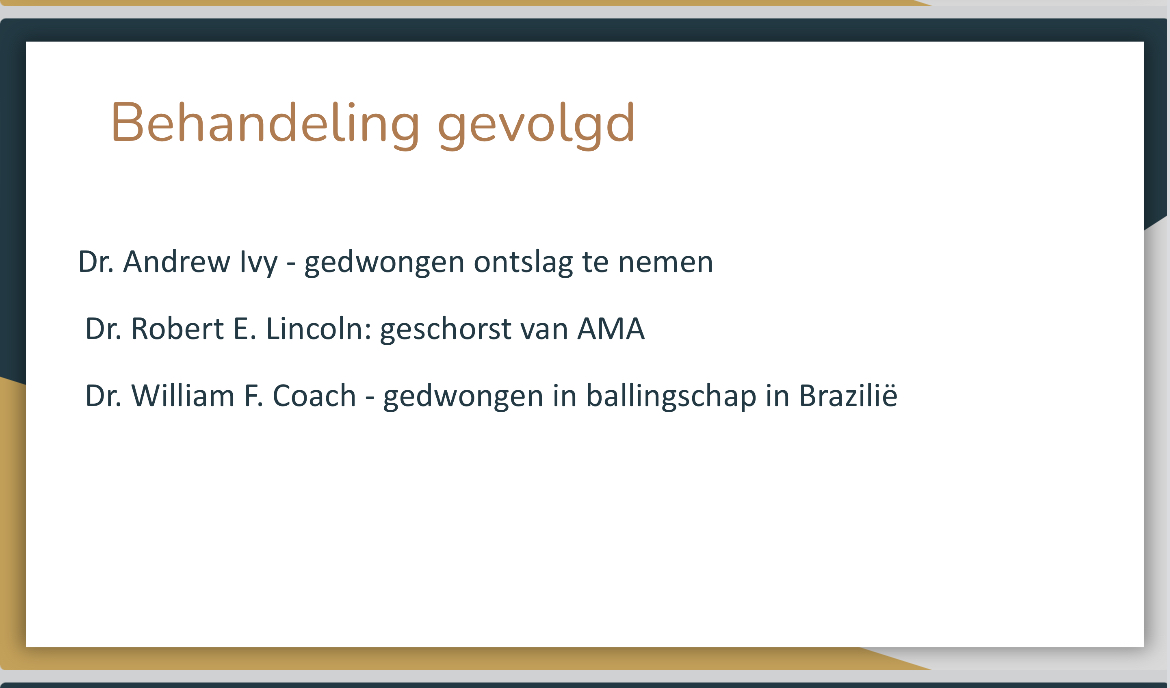 Behandeling gevolgd
Dr. Andrew Ivy - gedwongen ontslag te nemen
Dr. Robert E. Lincoln: geschorst van AMA
Dr. William F. Coach - gedwongen in ballingschap in Brazilië